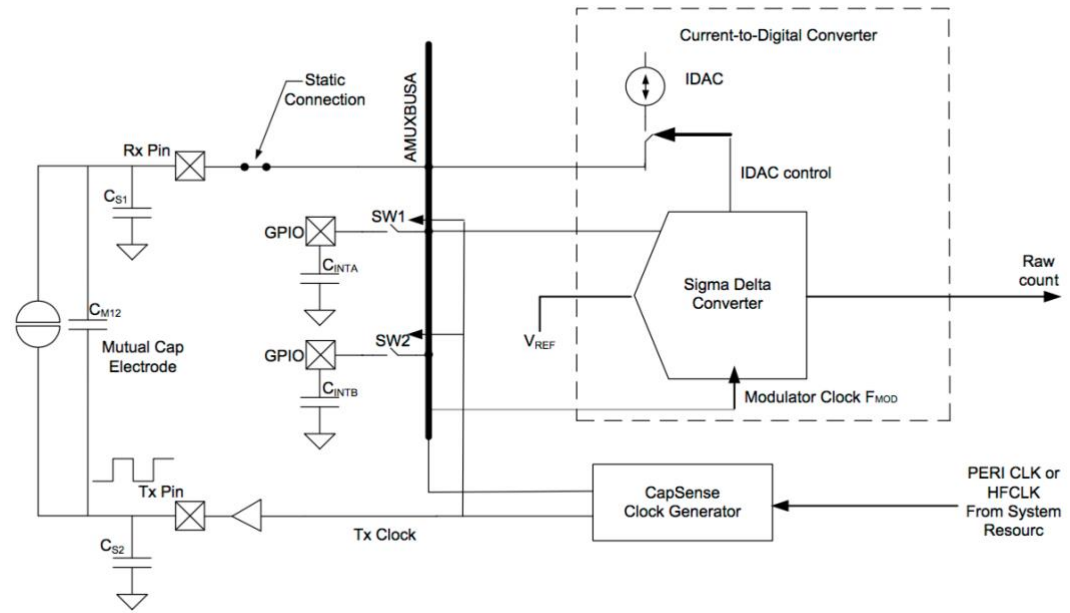 Current-to-Digital Converter
IDAC
Static
Connection
AMUXBUSA
Rx Pin
IDAC control
CS1
SW1
GPIO
CINTA
Raw
count
Sigma Delta
Converter
CM12
VREF
SW2
Mutual Cap
Electrode
GPIO
CINTB
Modulator Clock FMOD
Tx Pin
CapSense
Clock Generator
PERI CLK or
HFCLK
From System
Resourc
Tx Clock
CS2